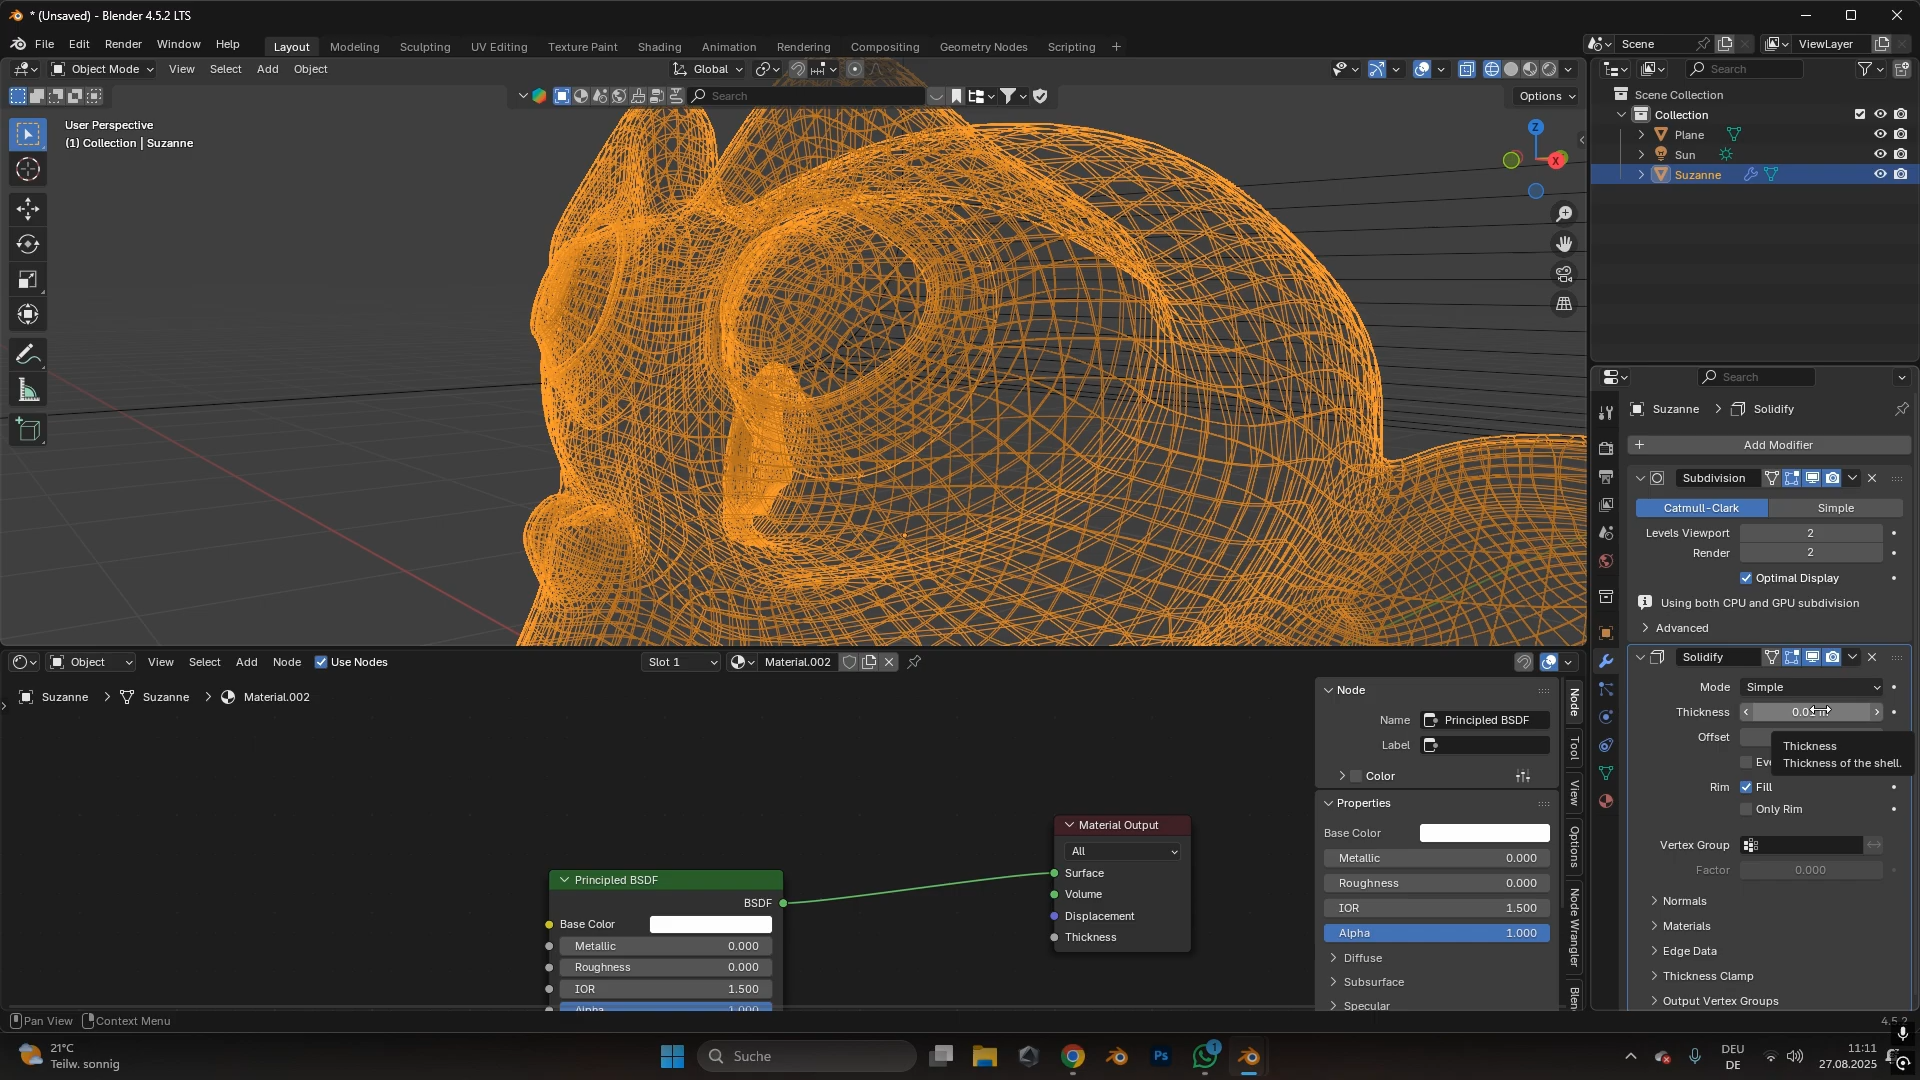 * (Unsaved) - Blender 4.5.2 LTS
File Edit Render Window Help Layout Modeling Sculpting UV Editing Texture Paint Shading Animation Rendering Compositing Geometry Nodes Scripting + Scene ViewLayer
Object Mode View Select Add Object Global Search
Search Options
User Perspective
(1) Collection | Suzanne
Z
X
Scene Collection
Collection
Plane
Sun
Suzanne
Search
Suzanne > Solidify
+ Add Modifier
Subdivision
Catmull-Clark Simple
Levels Viewport 2
Render 2
Optimal Display
Using both CPU and GPU subdivision
Advanced
Solidify
Mode Simple
Thickness
Offset
Thickness
Thickness of the shell.
Rim Fill
Only Rim
Vertex Group
Factor 0.000
Normals
Materials
Edge Data
Thickness Clamp
Output Vertex Groups
Object View Select Add Node Use Nodes Slot 1 Material.002
Suzanne > Suzanne > Material.002
Principled BSDF
BSDF
Base Color
Metallic 0.000
Roughness 0.000
IOR 1.500
Alpha 1.000
Material Output
All
Surface
Volume
Displacement
Thickness
Node
Name Principled BSDF
Label
Color
Properties
Base Color
Metallic 0.000
Roughness 0.000
IOR 1.500
Alpha 1.000
Diffuse
Subsurface
Specular
Node
Tool
View
Options
Node Wrangler
Pan View Context Menu
4.5.2
21°C
Teilw. sonnig
Suche
Ps
1
DEU
DE
11:11
27.08.2025